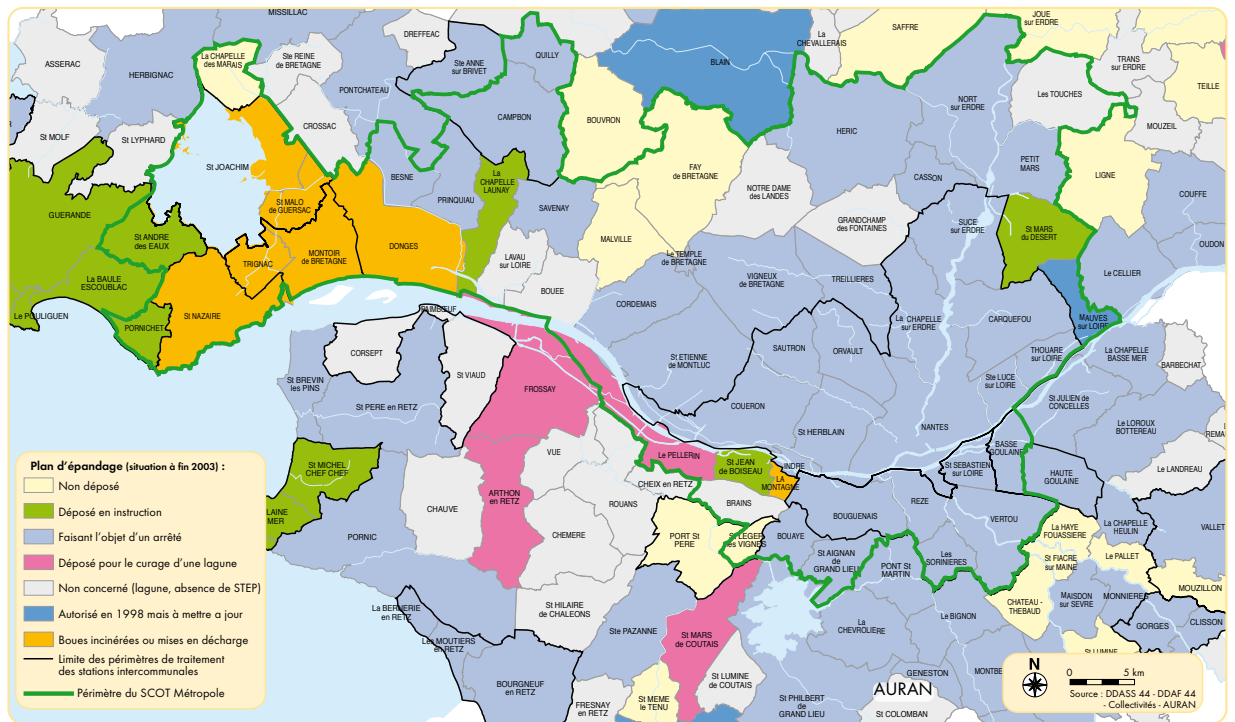 MISSILLAC
DREFFEAC
LA
CHEVALLERAIS
SAFFRE
JOUE
sur ERDRE
ASSERAC
HERBIGNAC
La CHAPELLE
des MARAIS
Ste REINE
de BRETAGNE
PONTCHATEAU
Ste ANNE
sur BRIVET
QUILLY
BLAIN
TRANS
sur ERDRE
TEILLE
NORT
sur ERDRE
Les TOUCHES
MOUZEIL
St MOLF
St LYPHARD
CROSSAC
CAMPBON
BOUVRON
HERIC
St JOACHIM
BESNE
La
CHAPELLE
LAUNAY
PRINQUIAU
SAVENAY
FAY
de BRETAGNE
NOTRE DAME
des LANDES
CASSON
PETIT
MARS
LIGNE
COUFFE
GUERANDE
St MALO
de GUERSAC
St ANDRE
des EAUX
TRIGNAC
MONTOIR
de BRETAGNE
DONGES
LAVAU
sur LOIRE
BOUEE
MALVILLE
Le TEMPLE
de BRETAGNE
GRANDCHAMP
des FONTAINES
SUCE
sur ERDRE
St MARS
du DESERT
OUDON
La BAULE
ESCOUBLAC
Le POULIGUEN
PORNICHET
St NAZAIRE
CORDEMAIS
VIGNEUX
de BRETAGNE
TREILLIERES
Le CELLIER
La CHAPELLE
sur ERDRE
CARQUEFOU
MAUVES
sur LOIRE
CORSEPT
St VIAUD
FROSSAY
St ETIENNE
de MONTLUC
SAUTRON
ORVAULT
THOUARE
sur LOIRE
Ste LUCE
sur LOIRE
La CHAPELLE
BASSE MER
BARBECHAT
St BREVIN
les PINS
St PERE en RETZ
COUERON
St HERBLAIN
NANTES
St JULIEN de
CONCELLES
Le LOROUX
BOTTEREAU
St MICHEL
CHEF CHEF
VUE
Le PELLERIN
St JEAN
de BOISEAU
INDRE
LA
MONTAGNE
BASSE
GOULAINE
St SEBASTIEN
sur LOIRE
HAUTE
GOULAINE
Le LANDREAU
CHAUVE
ARTHON
en RETZ
ROUANS
CHEIX en RETZ
BRAINS
BOUGUENAIS
REZE
VERTOU
LA HAYE
FOUASSIERE
LA CHAPELLE
HEULIN
VALLET
LAINE
MER
PORNIC
CHEMERE
PORT St
PERE
St LEGER
les VIGNES
BOUAYE
St AIGNAN
de
GRAND LIEU
PONT St
MARTIN
Les
SORINIERES
St FIACRE
sur MAINE
Le PALLET
MOUZILLON
La BERNERIE
en RETZ
Les MOUTIERS
en RETZ
St HILAIRE
de CHALEONS
Ste PAZANNE
St MARS
de COUTAIS
La
CHEVROLIERE
Le BIGNON
CHATEAU -
THEBAUD
MAISDON
sur SEVRE
MONNIERES
GORGES
CLISSON
BOURGNEUF
en RETZ
FRESNAY
en RETZ
St MEME
le TENU
St LUMINE
de COUTAIS
St PHILBERT
de
GRAND LIEU
GENESTON
MONTBE
St LUMINE
St COLOMBAN
AURAN
Plan d'épandage (situation à fin 2003) :
Non déposé
Déposé en instruction
Faisant l'objet d'un arrêté
Déposé pour le curage d'une lagune
Non concerné (lagune, absence de STEP)
Autorisé en 1998 mais à mettre a jour
Boues incinérées ou mises en décharge
Limite des périmètres de traitement
des stations intercommunales
Périmètre du SCOT Métropole
N
0 5 km
Source : DDASS 44 - DDAF 44
- Collectivités - AURAN